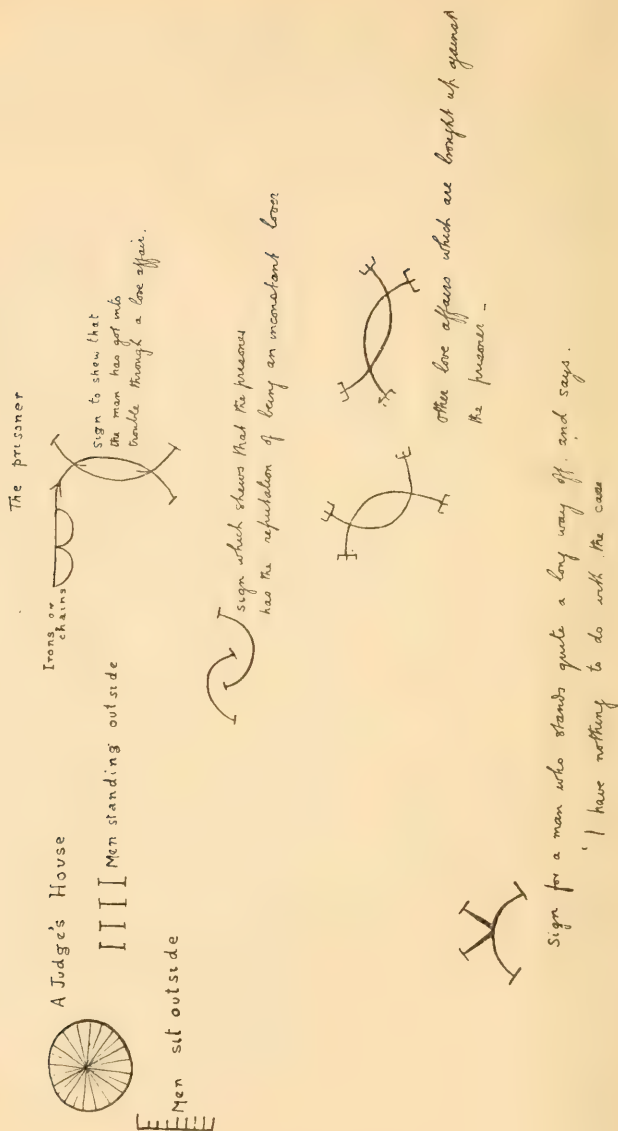 The prisoner
Irons or
chains
sign to show that
the man has got into
trouble through a love affair.
A Judge's House
Men standing outside
Men sit outside
sign which shews that the prisoner
has the reputation of being an inconstant lover
other love affairs which are brought up against
the prisoner -
Sign for a man who stands quite a long way off. and says.
'I have nothing to do with the case